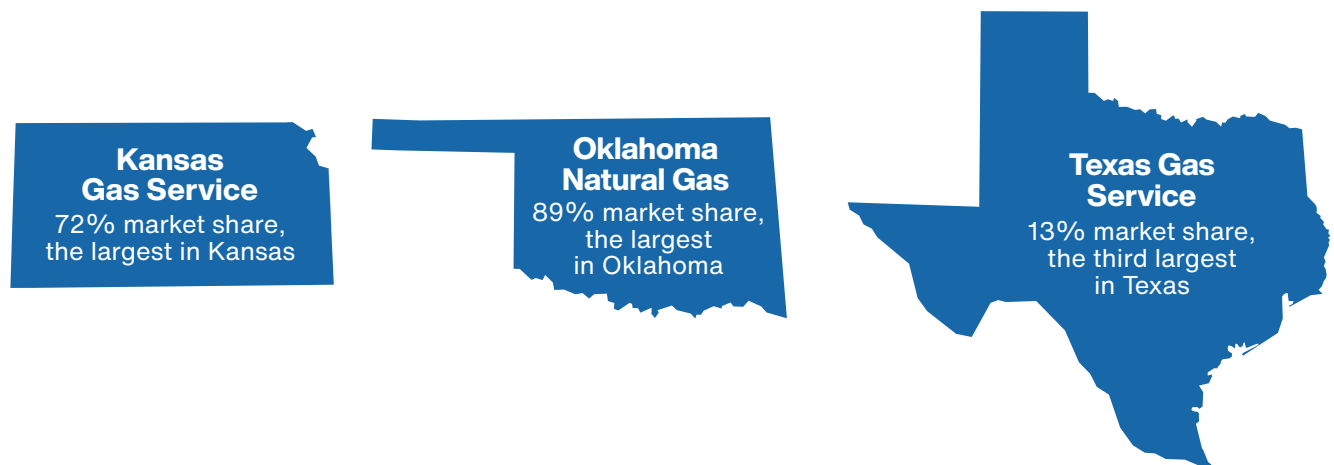 Kansas
Gas Service
72% market share,
the largest in Kansas
Oklahoma
Natural Gas
89% market share,
the largest
in Oklahoma
Texas Gas
Service
13% market share,
the third largest
in Texas